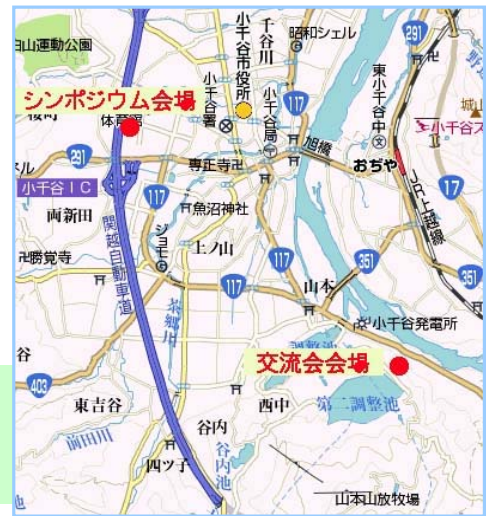 白山運動公園
小千谷市役所
千谷川
昭和シェル
291
17
シンポジウム会場
桜町
体育館
小千谷署
小千谷局
117
旭橋
東小千谷中
城山
小千谷ス
おぢや
291
専正寺
小千谷IC
両新田
117
魚沼神社
ジョモ
上ノ山
関越自動車道
JR上越線
17
勝覚寺
茶郷川
117
山本
351
351
小千谷発電所
調整池
交流会会場
谷
403
東吉谷
西中
第二調整池
前田川
谷内
谷内池
四ツ子
山本山放牧場